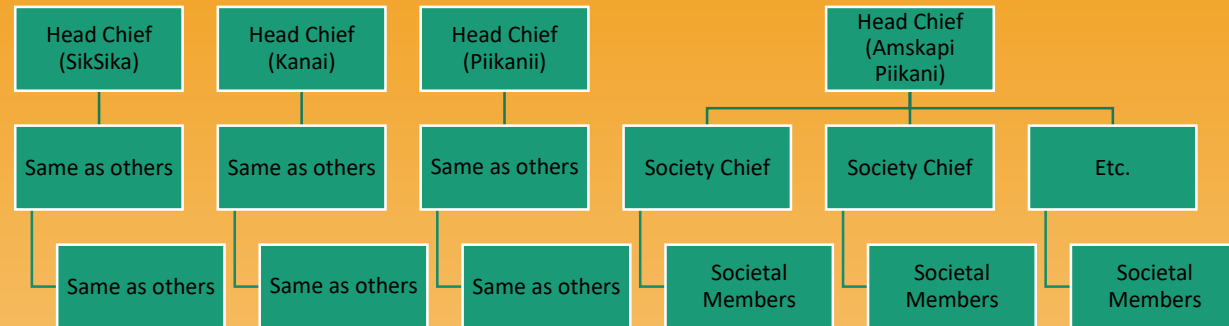 Head Chief
(SikSika)
Head Chief
(Kanai)
Head Chief
(Piikanii)
Head Chief
(Amskapi
Piikani)
Same as others
Same as others
Same as others
Society Chief
Society Chief
Etc.
Same as others
Same as others
Same as others
Societal
Members
Societal
Members
Societal
Members